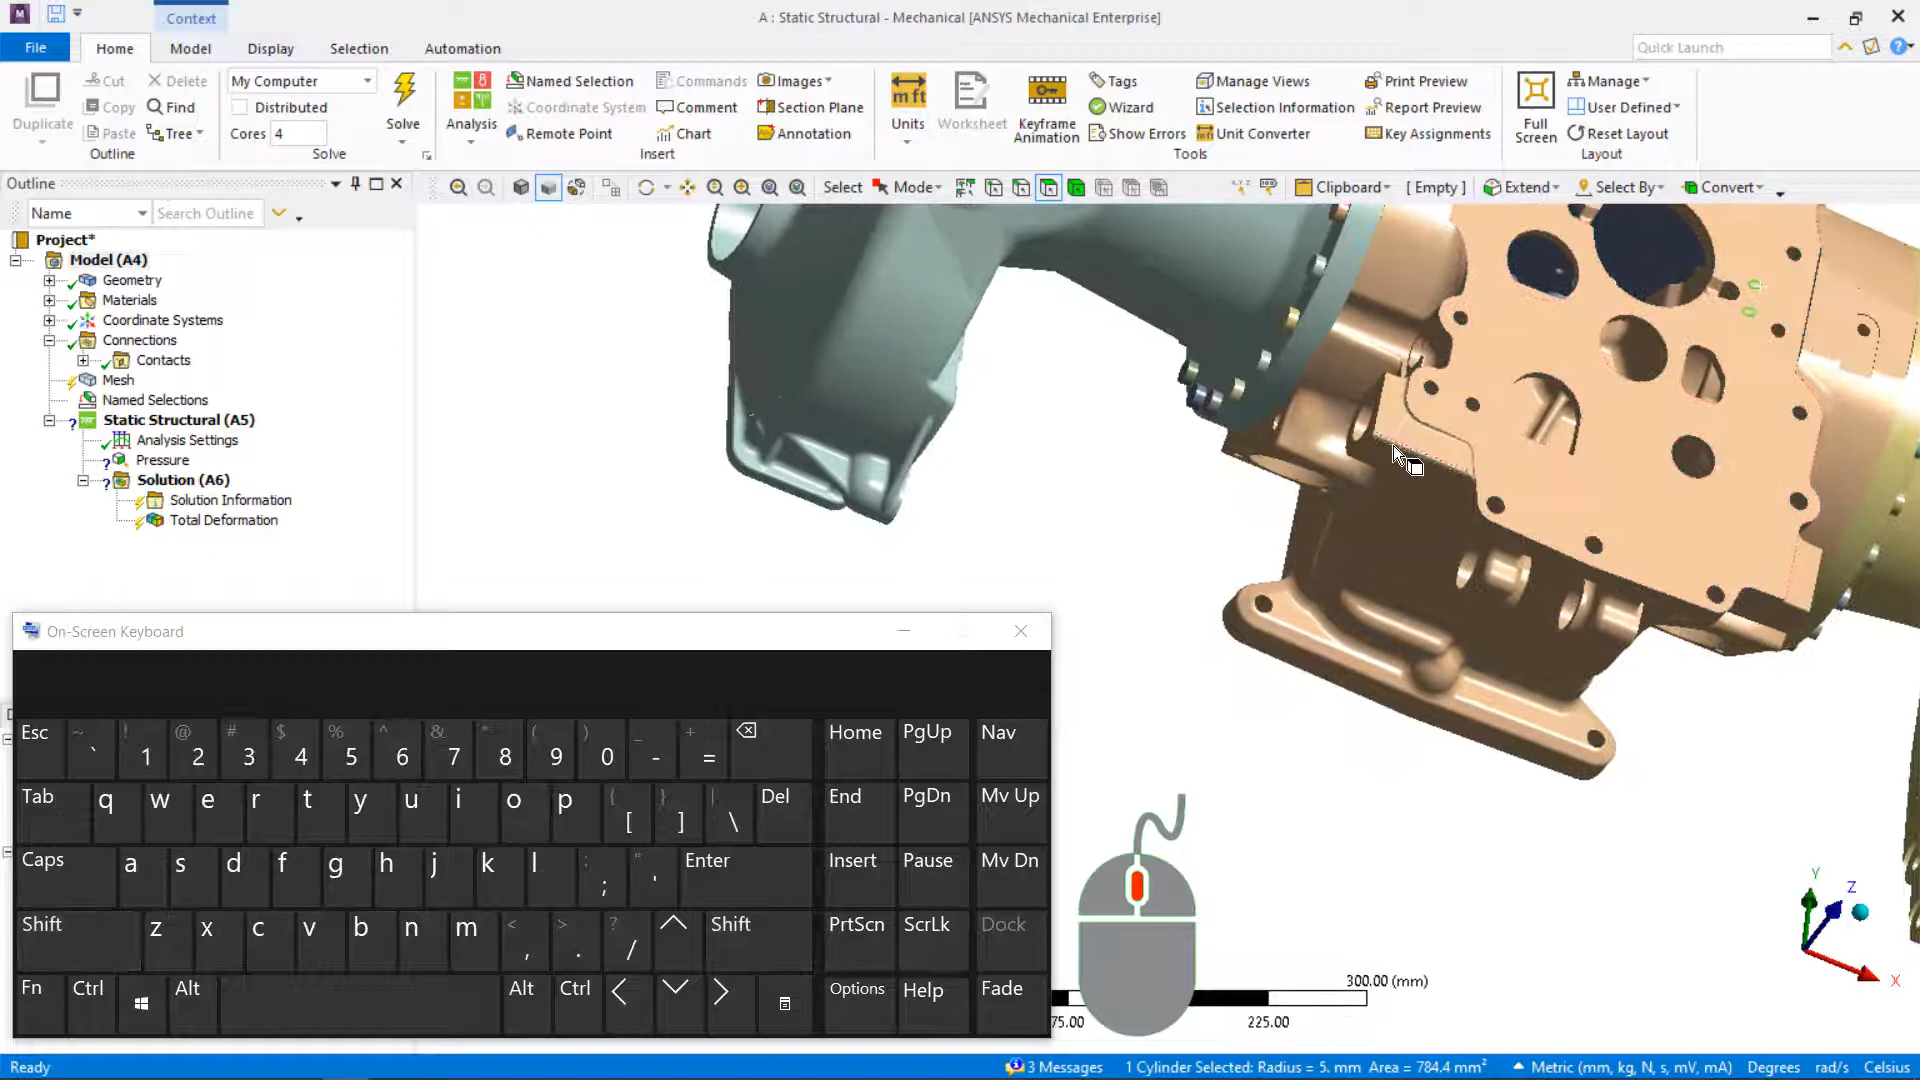 Context
A : Static Structural - Mechanical [ANSYS Mechanical Enterprise]
File Home Model Display Selection Automation
Quick Launch
Duplicate Cut Copy Paste Delete Find Tree
Outline
My Computer
Distributed
Cores 4
Solve
Solve
Analysis
Named Selection Commands Images
Coordinate System Comment Section Plane
Remote Point Chart Annotation
Insert
Units Worksheet Keyframe Animation
Tags Manage Views Print Preview
Wizard Selection Information Report Preview
Show Errors Unit Converter Key Assignments
Tools
Full Screen
Manage
User Defined
Reset Layout
Layout
Outline
Select Mode Clipboard [ Empty ] Extend Select By Convert
Name Search Outline
Project*
Model (A4)
Geometry
Materials
Coordinate Systems
Connections
Contacts
Mesh
Named Selections
Static Structural (A5)
Analysis Settings
Pressure
Solution (A6)
Solution Information
Total Deformation
On-Screen Keyboard
Esc ~ ` ! 1 @ 2 # 3 $ 4 % 5 ^ 6 & 7 * 8 ( 9 ) 0 _ - + = Home PgUp Nav
Tab q w e r t y u i o p { [ } ] | \ Del End PgDn Mv Up
Caps a s d f g h j k l : ; " ' Enter Insert Pause Mv Dn
Shift z x c v b n m < , > . ? / Shift PrtScn ScrLk Dock
Fn Ctrl Alt Alt Ctrl Options Help Fade
300.00 (mm)
75.00 225.00
Y Z X
Ready 3 Messages 1 Cylinder Selected: Radius = 5. mm Area = 784.4 mm² Metric (mm, kg, N, s, mV, mA) Degrees rad/s Celsius